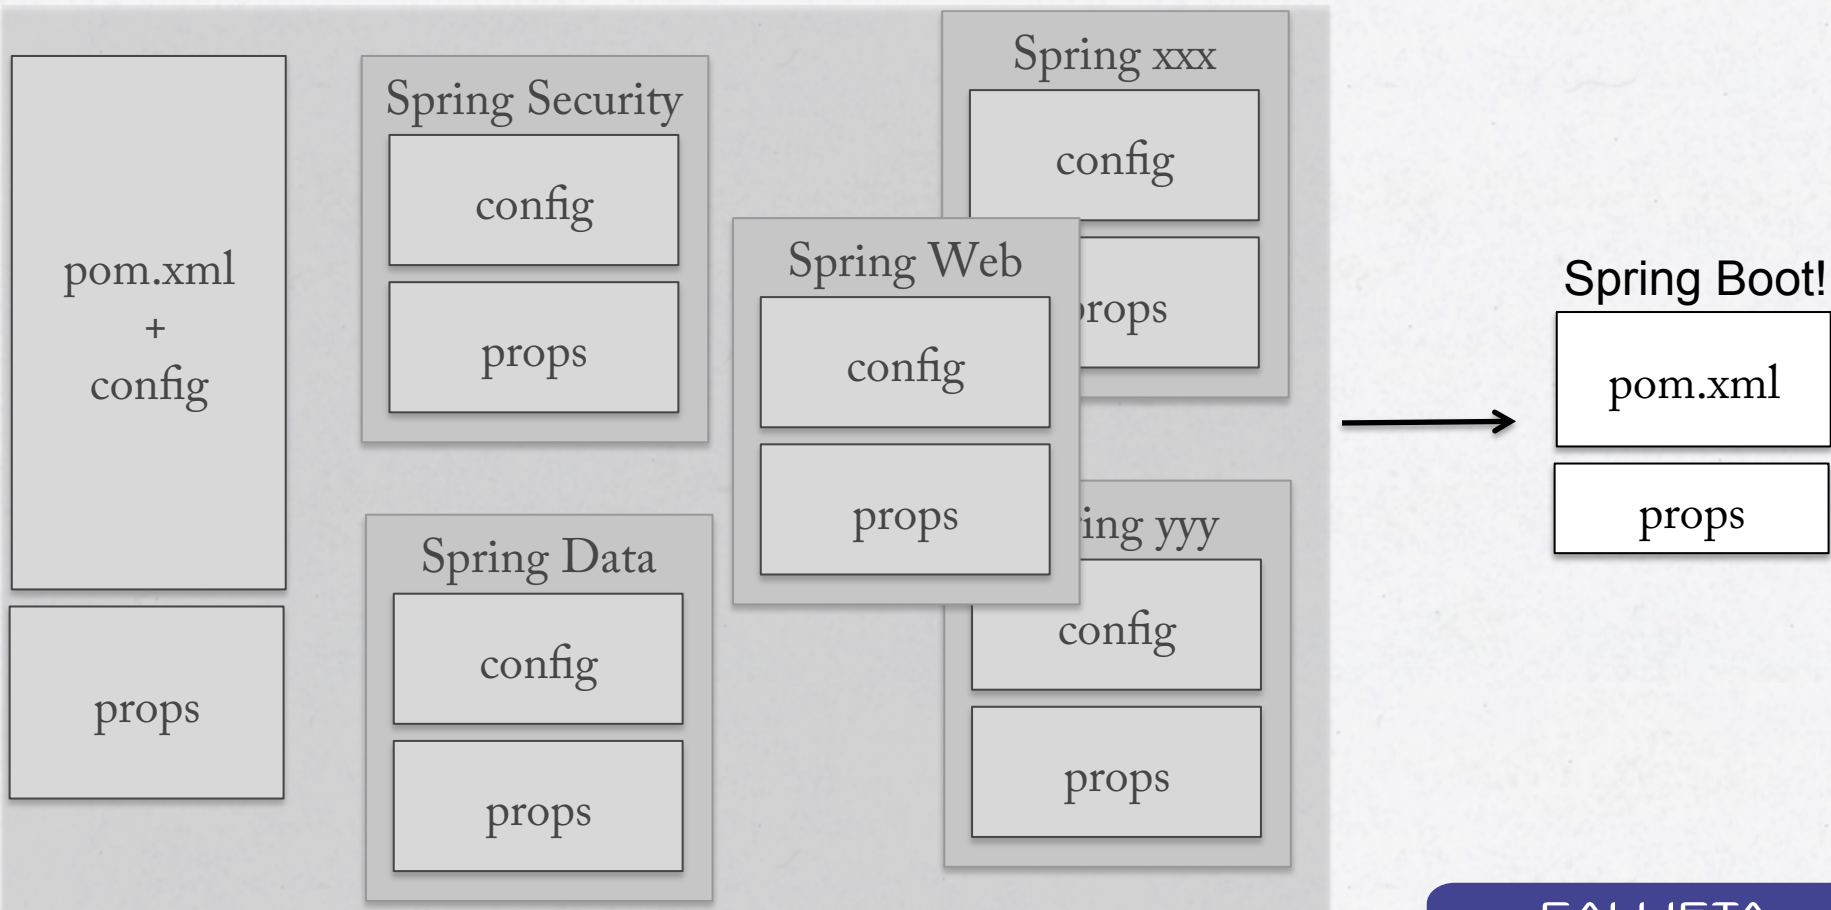 pom.xml
+
config
props
Spring Security
config
props
Spring Data
config
props
Spring Web
config
props
Spring xxx
config
props
ing yyy
config
props
Spring Boot!
pom.xml
props